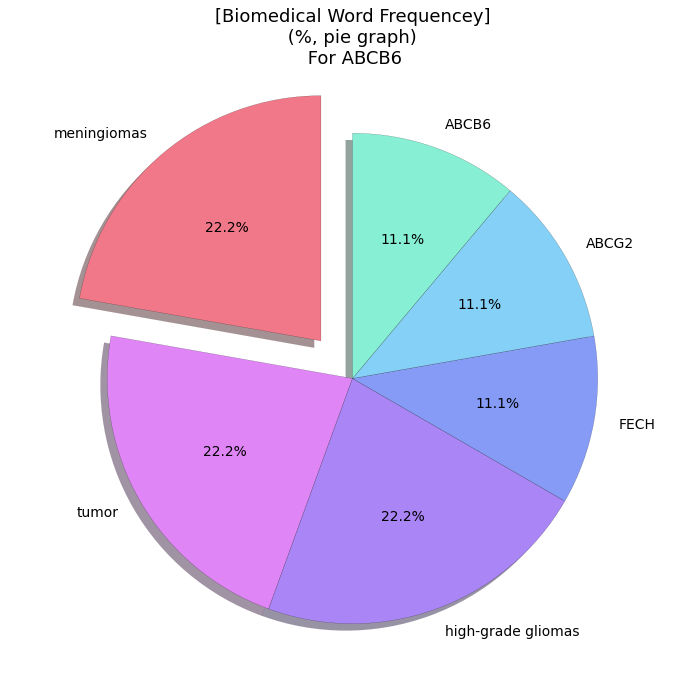 [Biomedical Word Frequencey]
(%, pie graph)
For ABCB6
meningiomas
22.2%
ABCB6
11.1%
ABCG2
11.1%
FECH
11.1%
tumor
22.2%
high-grade gliomas
22.2%